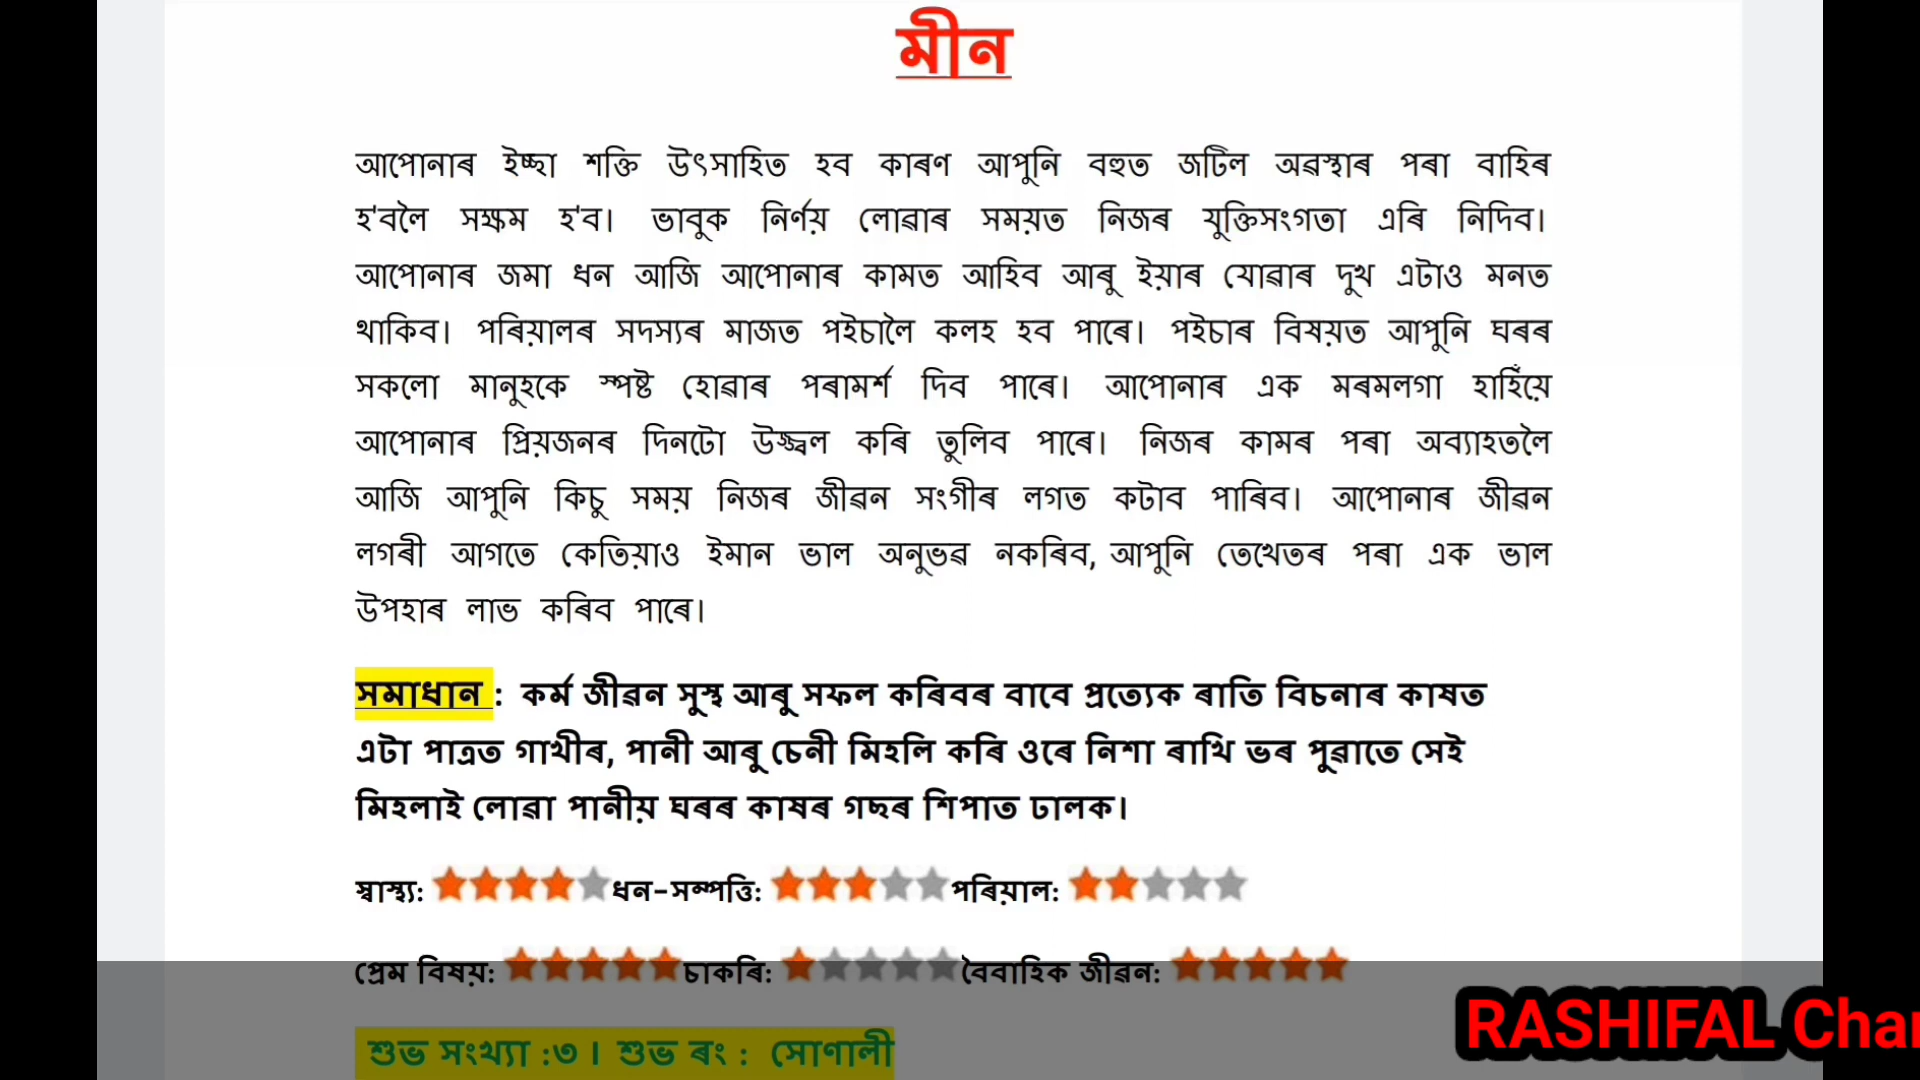 মীন
আপোনাৰ ইচ্ছা শক্তি উৎসাহিত হব কাৰণ আপুনি বহুত জটিল অৱস্থাৰ পৰা বাহিৰ
হ'বলৈ সক্ষম হ'ব। ভাবুক নিৰ্ণয় লোৱাৰ সময়ত নিজৰ যুক্তিসংগতা এৰি নিদিব।
আপোনাৰ জমা ধন আজি আপোনাৰ কামত আহিব আৰু ইয়াৰ যোৱাৰ দুখ এটাও মনত
থাকিব। পৰিয়ালৰ সদস্যৰ মাজত পইচালৈ কলহ হব পাৰে। পইচাৰ বিষয়ত আপুনি ঘৰৰ
সকলো মানুহকে স্পষ্ট হোৱাৰ পৰামৰ্শ দিব পাৰে। আপোনাৰ এক মৰমলগা হাহিঁয়ে
আপোনাৰ প্ৰিয়জনৰ দিনটো উজ্জ্বল কৰি তুলিব পাৰে। নিজৰ কামৰ পৰা অব্যাহতলৈ
আজি আপুনি কিচু সময় নিজৰ জীৱন সংগীৰ লগত কটাব পাৰিব। আপোনাৰ জীৱন
লগৰী আগতে কেতিয়াও ইমান ভাল অনুভৱ নকৰিব, আপুনি তেখেতৰ পৰা এক ভাল
উপহাৰ লাভ কৰিব পাৰে।
সমাধান : কৰ্ম জীৱন সুস্থ আৰু সফল কৰিবৰ বাবে প্ৰত্যেক ৰাতি বিচনাৰ কাষত
এটা পাত্ৰত গাখীৰ, পানী আৰু চেনী মিহলি কৰি ওৰে নিশা ৰাখি ভৰ পুৱাতে সেই
মিহলাই লোৱা পানীয় ঘৰৰ কাষৰ গছৰ শিপাত ঢালক।
স্বাস্থ্য: ধন-সম্পত্তি: পৰিয়াল:
প্ৰেম বিষয়: চাকৰি: বৈবাহিক জীৱন:
শুভ সংখ্যা :৩। শুভ ৰং : সোণালী
RASHIFAL Char